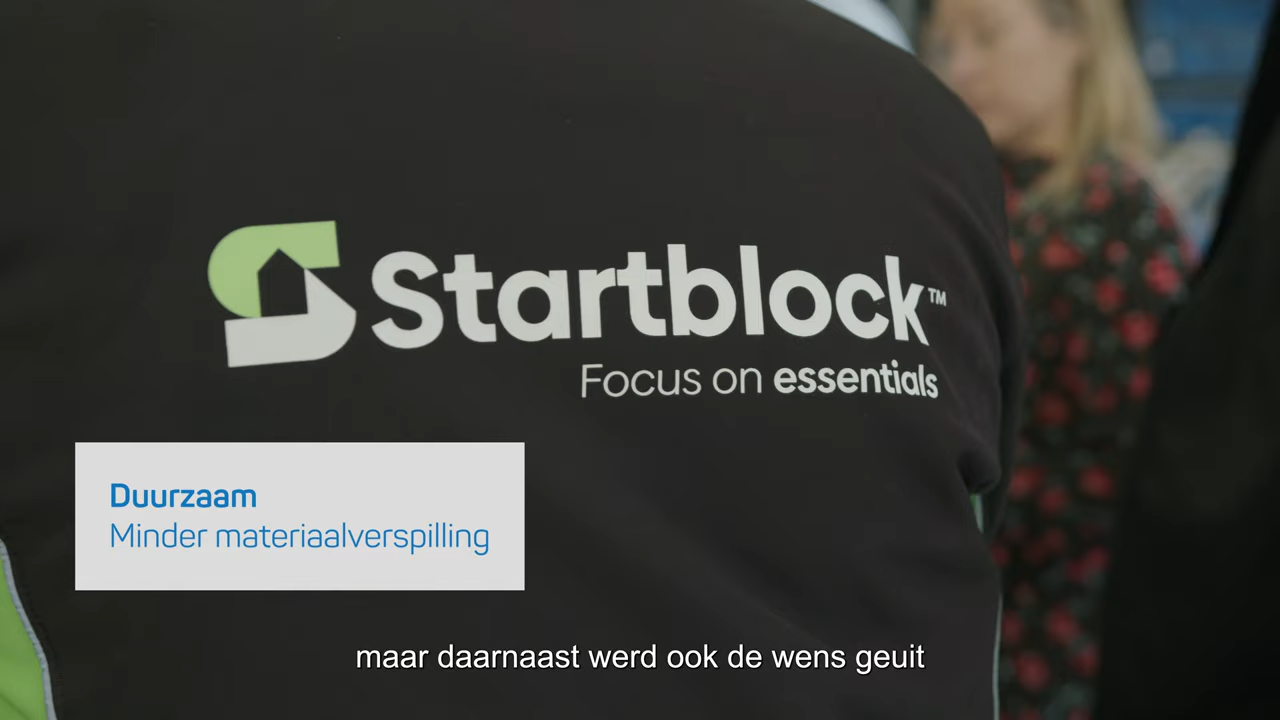 Startblock™
Focus on essentials
Duurzaam
Minder materiaalverspilling
maar daarnaast werd ook de wens geuit